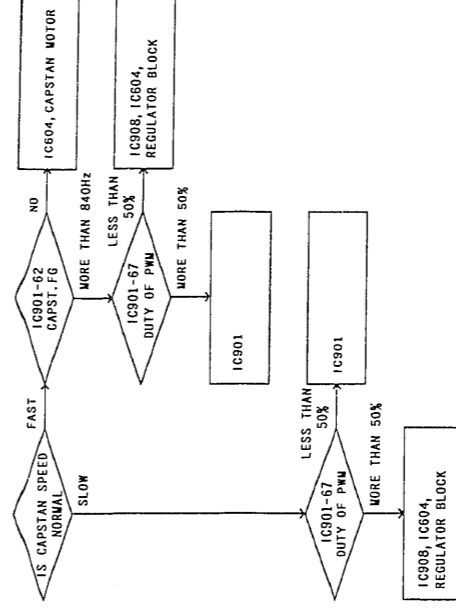 IS CAPSTAN SPEED
NORMAL
FAST
SLOW
IC901-62
CAPST.FG
NO
IC604, CAPSTAN MOTOR
MORE THAN 840Hz
IC901-67
DUTY OF PWM
LESS THAN
50%
IC908, IC604,
REGULATOR BLOCK
MORE THAN 50%
IC901
IC901-67
DUTY OF PWM
LESS THAN
50%
IC901
MORE THAN 50%
IC908, IC604,
REGULATOR BLOCK